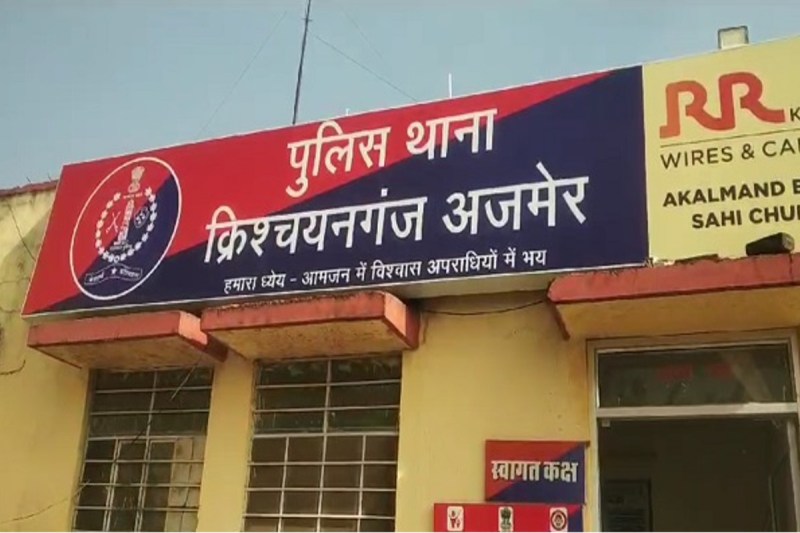 पुलिस थाना
क्रिश्चयनगंज अजमेर
हमारा ध्येय - आमजन में विश्वास अपराधियों में भय
RR K
WIRES & CA
AKALMAND
SAHI CHU
स्वागत कक्ष